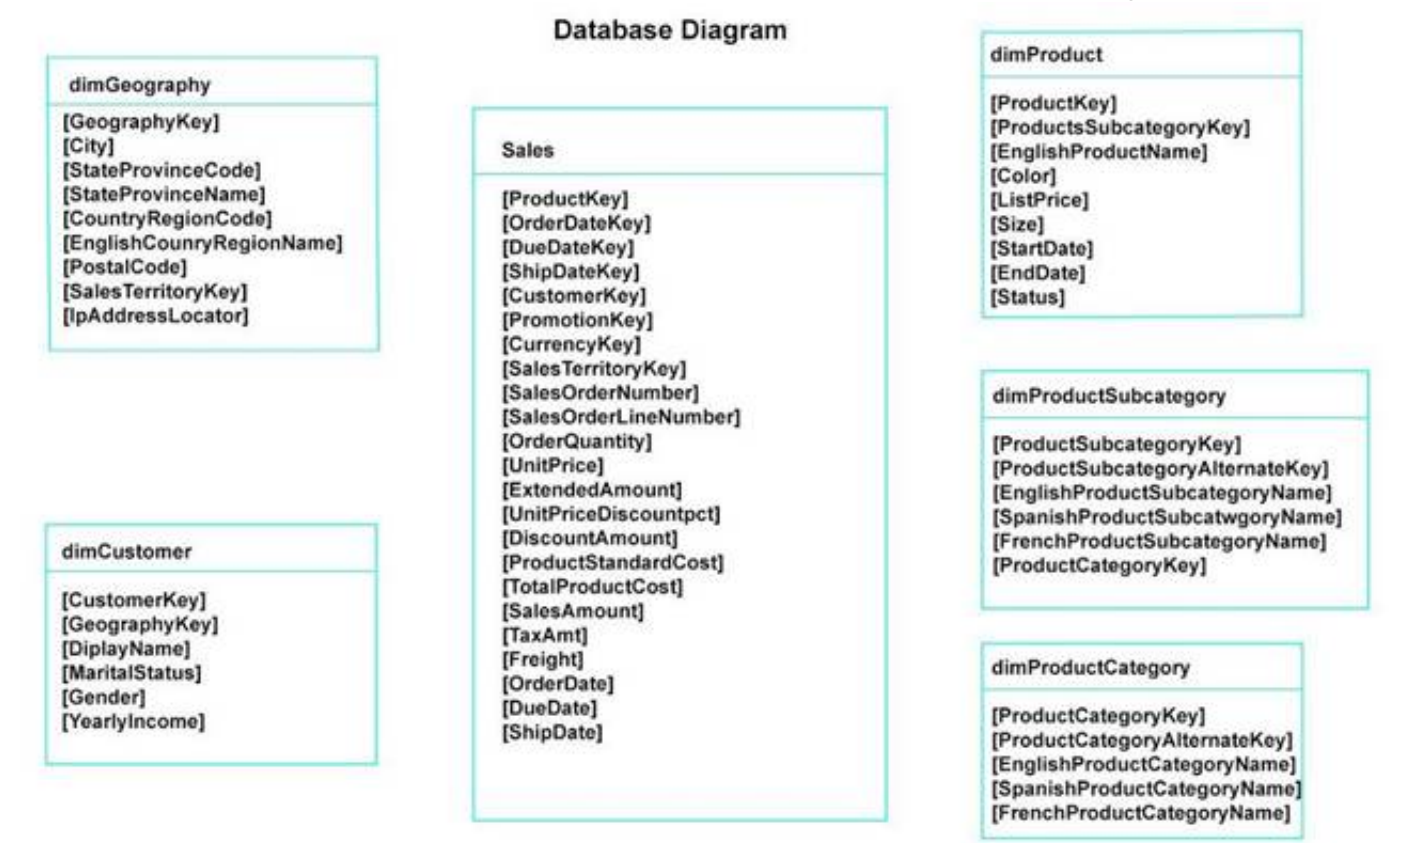 Database Diagram
dimGeography
[GeographyKey]
[City]
[StateProvinceCode]
[StateProvinceName]
[CountryRegionCode]
[EnglishCounryRegionName]
[PostalCode]
[SalesTerritoryKey]
[IpAddressLocator]
dimCustomer
[CustomerKey]
[GeographyKey]
[DiplayName]
[MaritalStatus]
[Gender]
[YearlyIncome]
Sales
[ProductKey]
[OrderDateKey]
[DueDateKey]
[ShipDateKey]
[CustomerKey]
[PromotionKey]
[CurrencyKey]
[SalesTerritoryKey]
[SalesOrderNumber]
[SalesOrderLineNumber]
[OrderQuantity]
[UnitPrice]
[ExtendedAmount]
[UnitPriceDiscountpct]
[DiscountAmount]
[ProductStandardCost]
[TotalProductCost]
[SalesAmount]
[TaxAmt]
[Freight]
[OrderDate]
[DueDate]
[ShipDate]
dimProduct
[ProductKey]
[ProductsSubcategoryKey]
[EnglishProductName]
[Color]
[ListPrice]
[Size]
[StartDate]
[EndDate]
[Status]
dimProductSubcategory
[ProductSubcategoryKey]
[ProductSubcategoryAlternateKey]
[EnglishProductSubcategoryName]
[SpanishProductSubcatwgoryName]
[FrenchProductSubcategoryName]
[ProductCategoryKey]
dimProductCategory
[ProductCategoryKey]
[ProductCategoryAlternateKey]
[EnglishProductCategoryName]
[SpanishProductCategoryName]
[FrenchProductCategoryName]